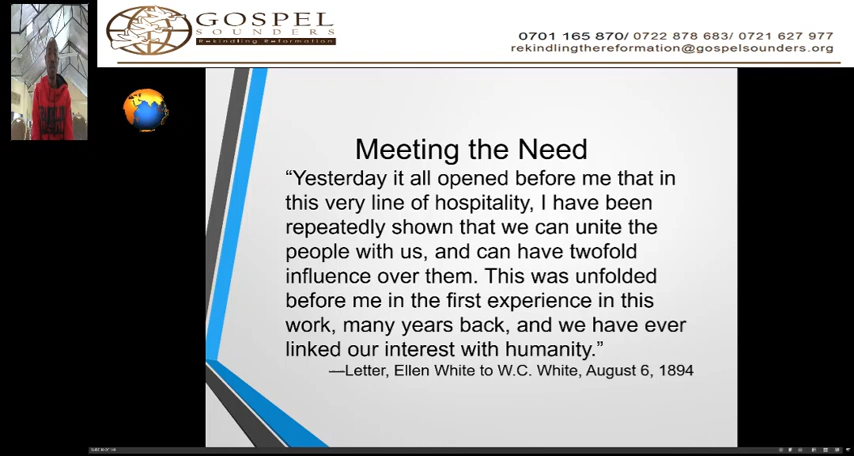 GOSPEL
SOUNDERS
Rekindling Reformation
0701 165 870/ 0722 878 683/ 0721 627 977
rekindlingthereformation@gospelsounders.org
Meeting the Need
“Yesterday it all opened before me that in
this very line of hospitality, I have been
repeatedly shown that we can unite the
people with us, and can have twofold
influence over them. This was unfolded
before me in the first experience in this
work, many years back, and we have ever
linked our interest with humanity.”
—Letter, Ellen White to W.C. White, August 6, 1894